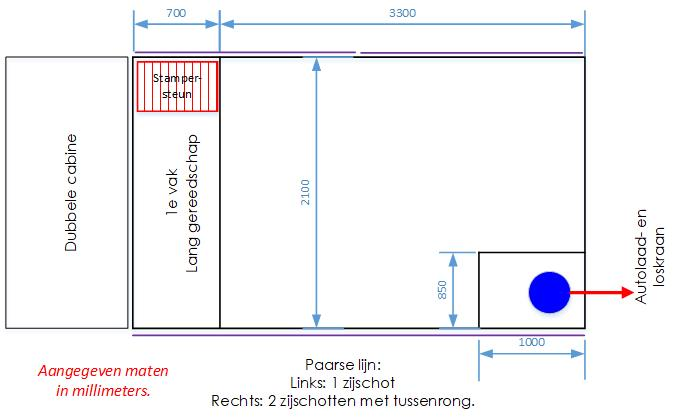 700
3300
Stamper-
steun
Dubbele cabine
1e vak
Lang gereedschap
2100
850
Autolaad- en
loskraan
1000
Aangegeven maten
in millimeters.
Paarse lijn:
Links: 1 zijschot
Rechts: 2 zijschotten met tussenrong.